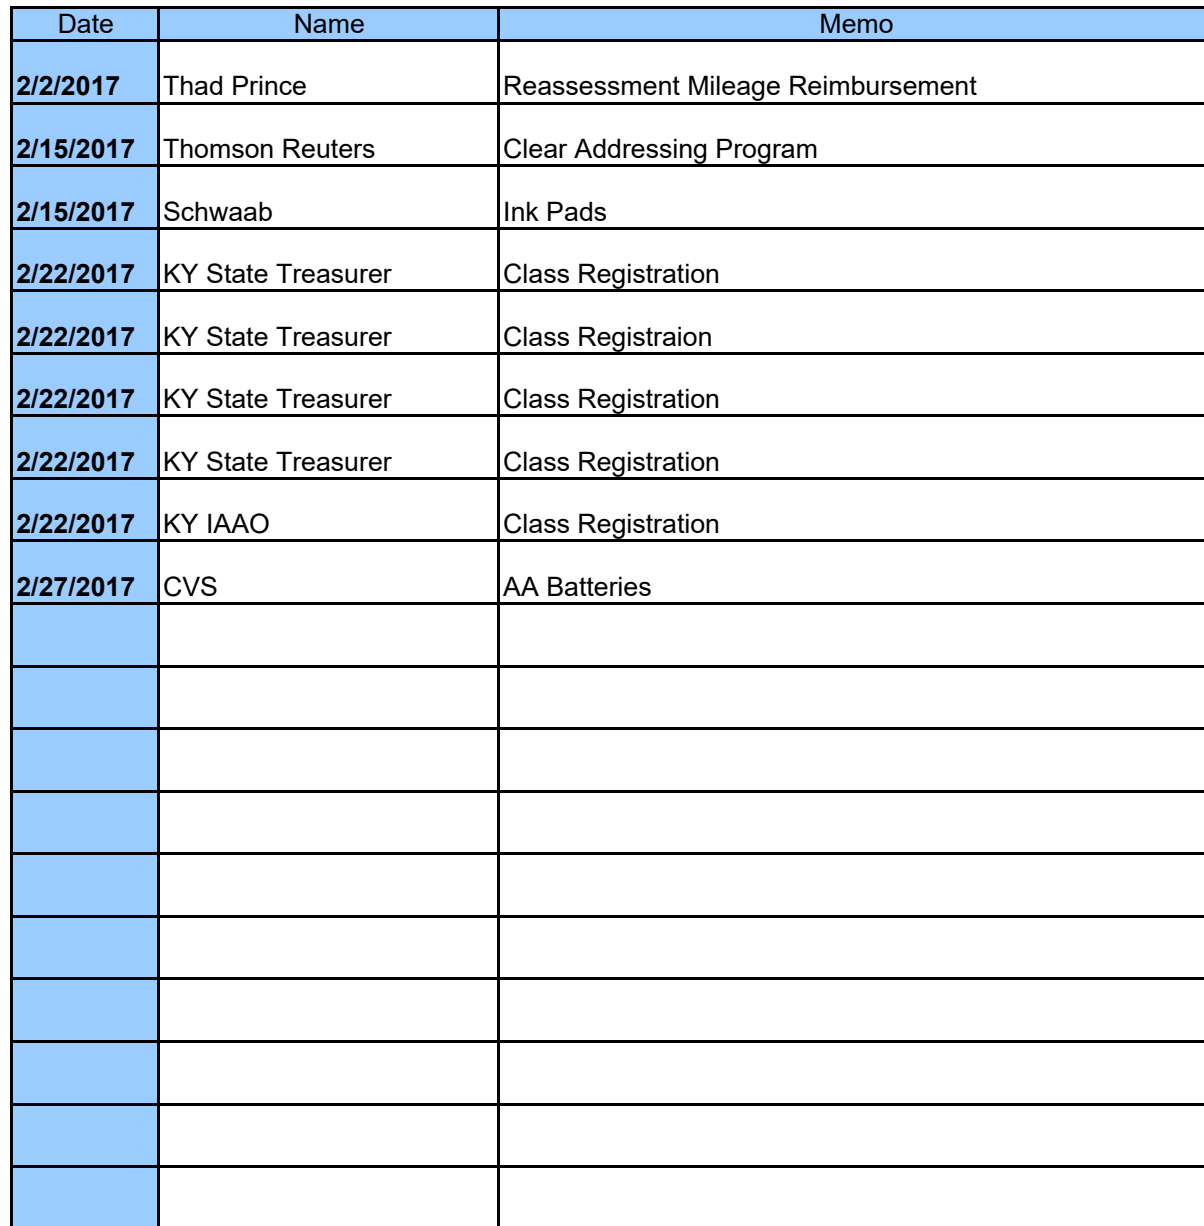 Date Name Memo
2/2/2017 Thad Prince Reassessment Mileage Reimbursement
2/15/2017 Thomson Reuters Clear Addressing Program
2/15/2017 Schwaab Ink Pads
2/22/2017 KY State Treasurer Class Registration
2/22/2017 KY State Treasurer Class Registraion
2/22/2017 KY State Treasurer Class Registration
2/22/2017 KY State Treasurer Class Registration
2/22/2017 KY IAAO Class Registration
2/27/2017 CVS AA Batteries